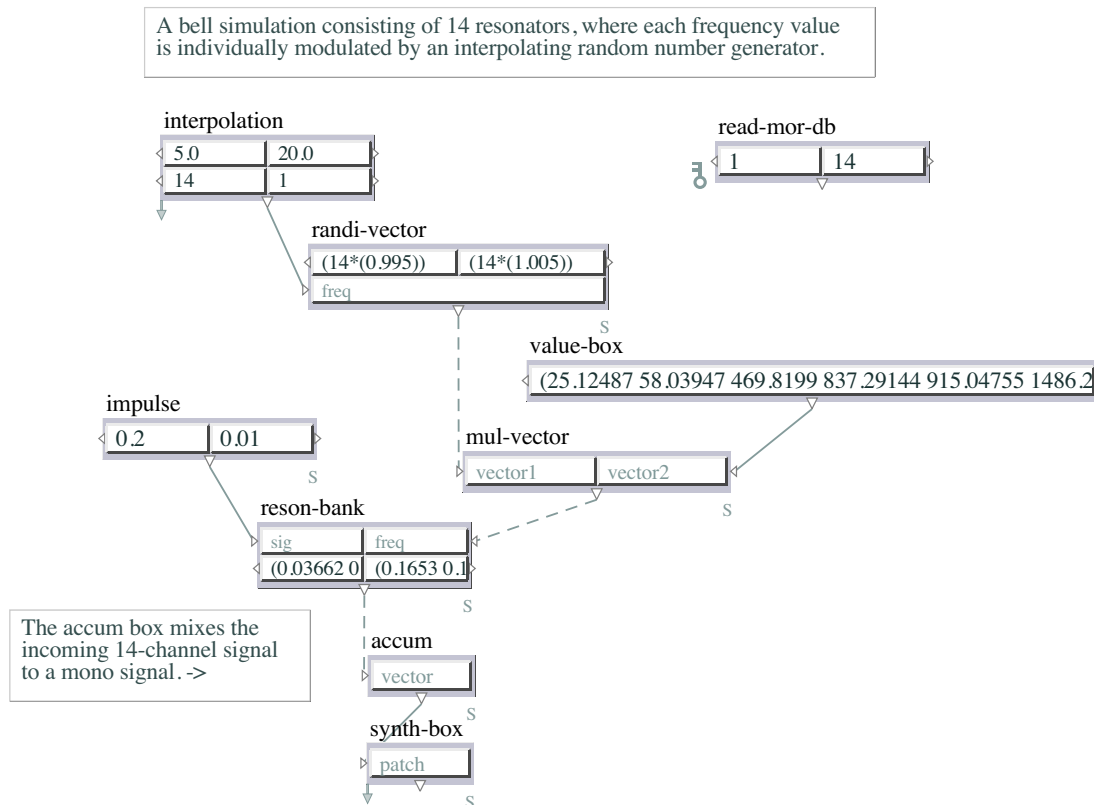 A bell simulation consisting of 14 resonators, where each frequency value
is individually modulated by an interpolating random number generator.
interpolation
5.0 20.0
14 1
read-mor-db
1 14
randi-vector
(14*(0.995)) (14*(1.005))
freq
S
value-box
(25.12487 58.03947 469.8199 837.29144 915.04755 1486.2
impulse
0.2 0.01
S
mul-vector
vector1 vector2
S
reson-bank
sig freq
(0.03662 0 (0.1653 0.1
S
The accum box mixes the
incoming 14-channel signal
to a mono signal. ->
accum
vector
S
synth-box
patch
S